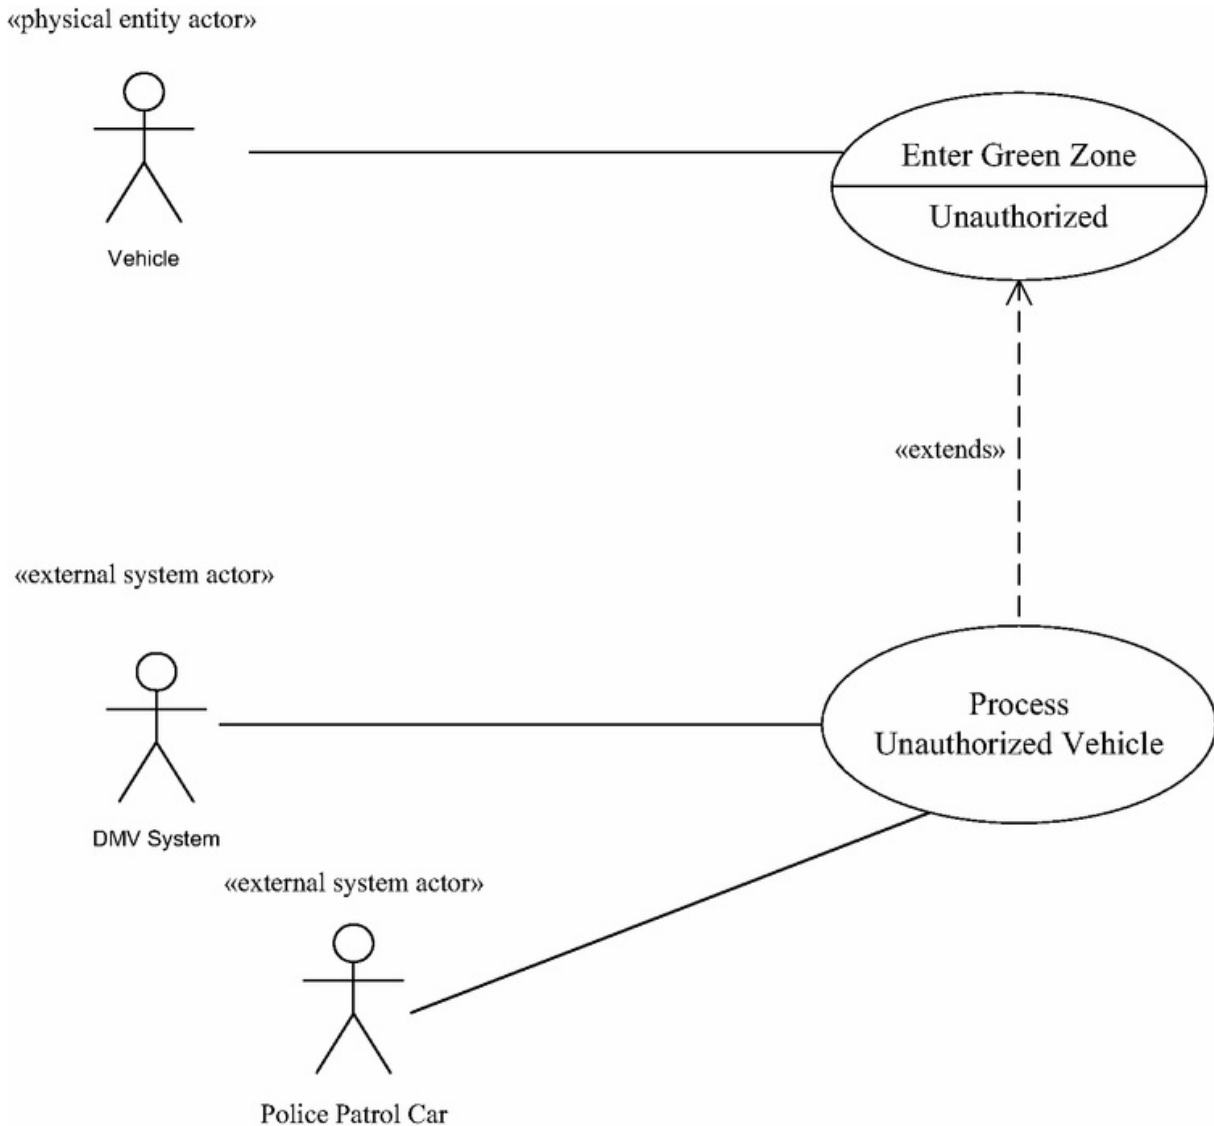 «physical entity actor»
Vehicle
Enter Green Zone
Unauthorized
«extends»
«external system actor»
DMV System
Process
Unauthorized Vehicle
«external system actor»
Police Patrol Car